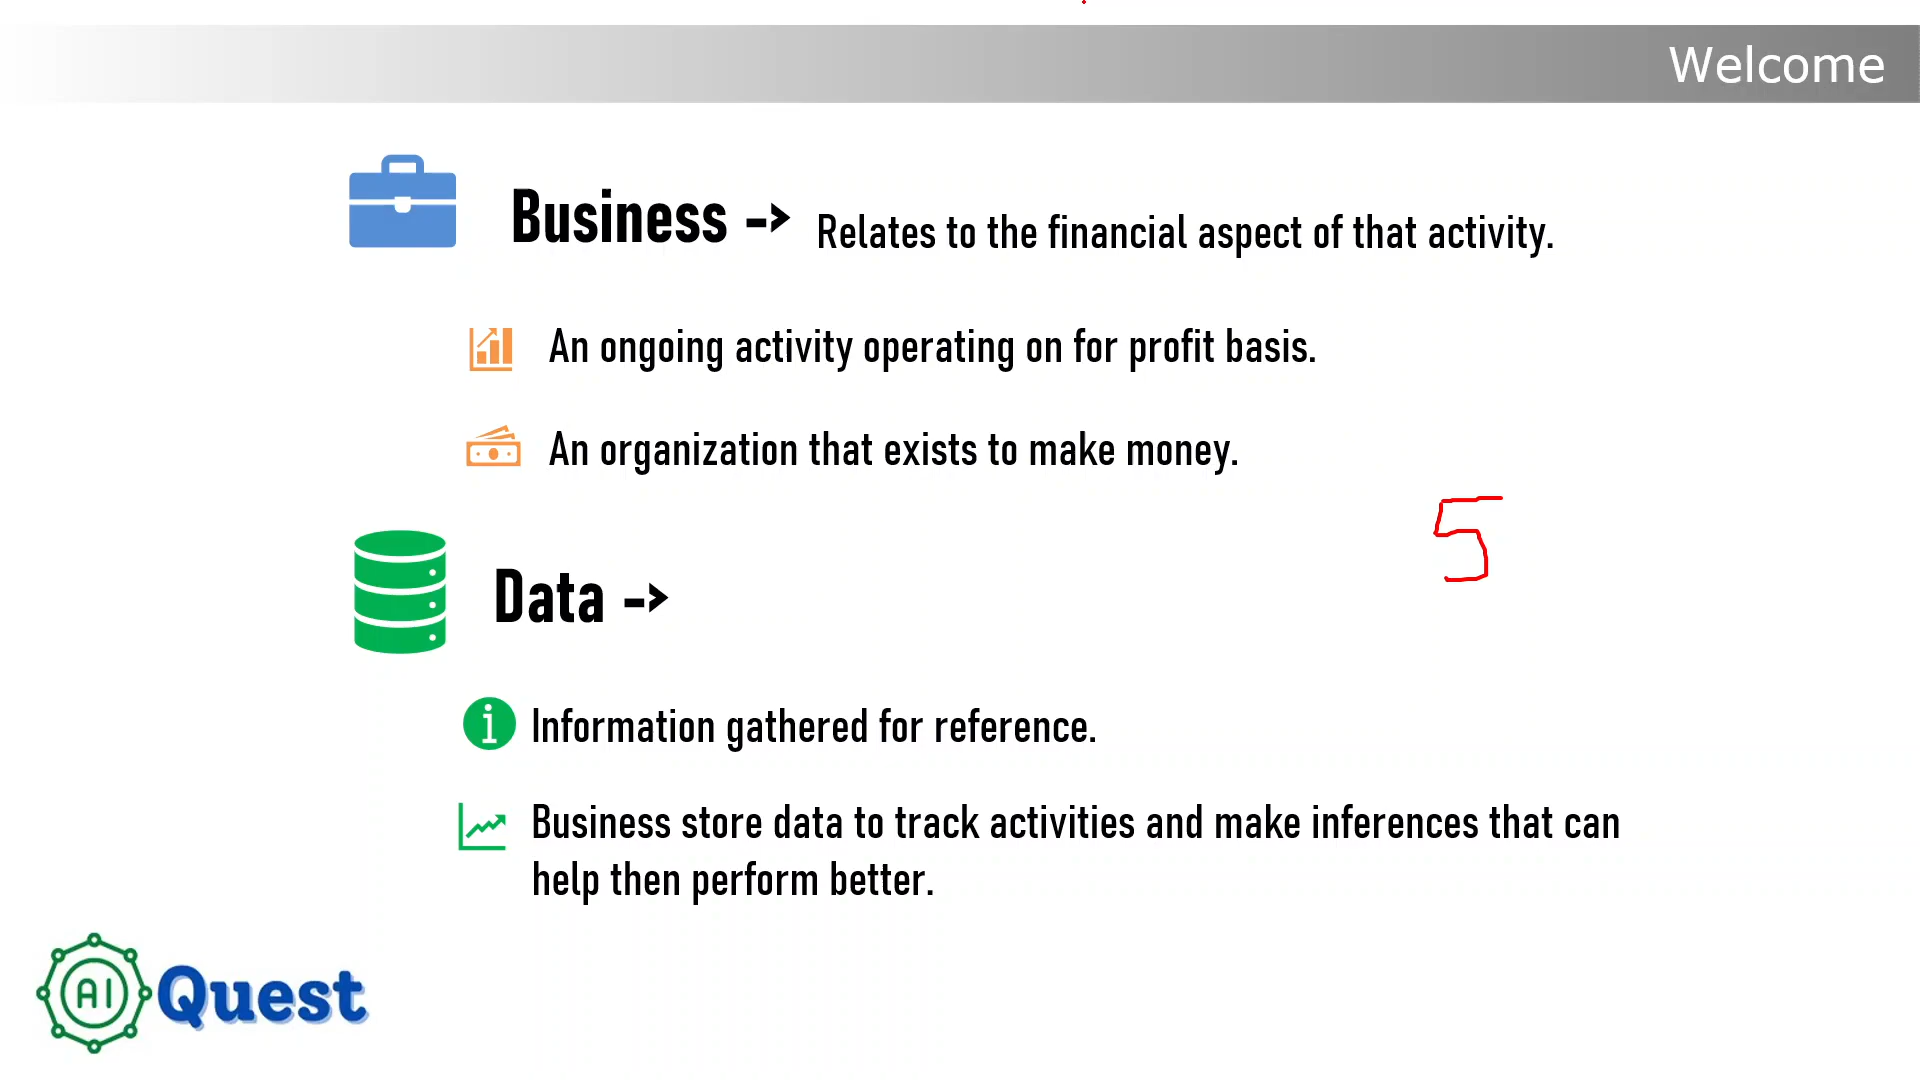 Welcome
Business -> Relates to the financial aspect of that activity.
An ongoing activity operating on for profit basis.
An organization that exists to make money.
5
Data ->
Information gathered for reference.
Business store data to track activities and make inferences that can
help then perform better.
AI Quest